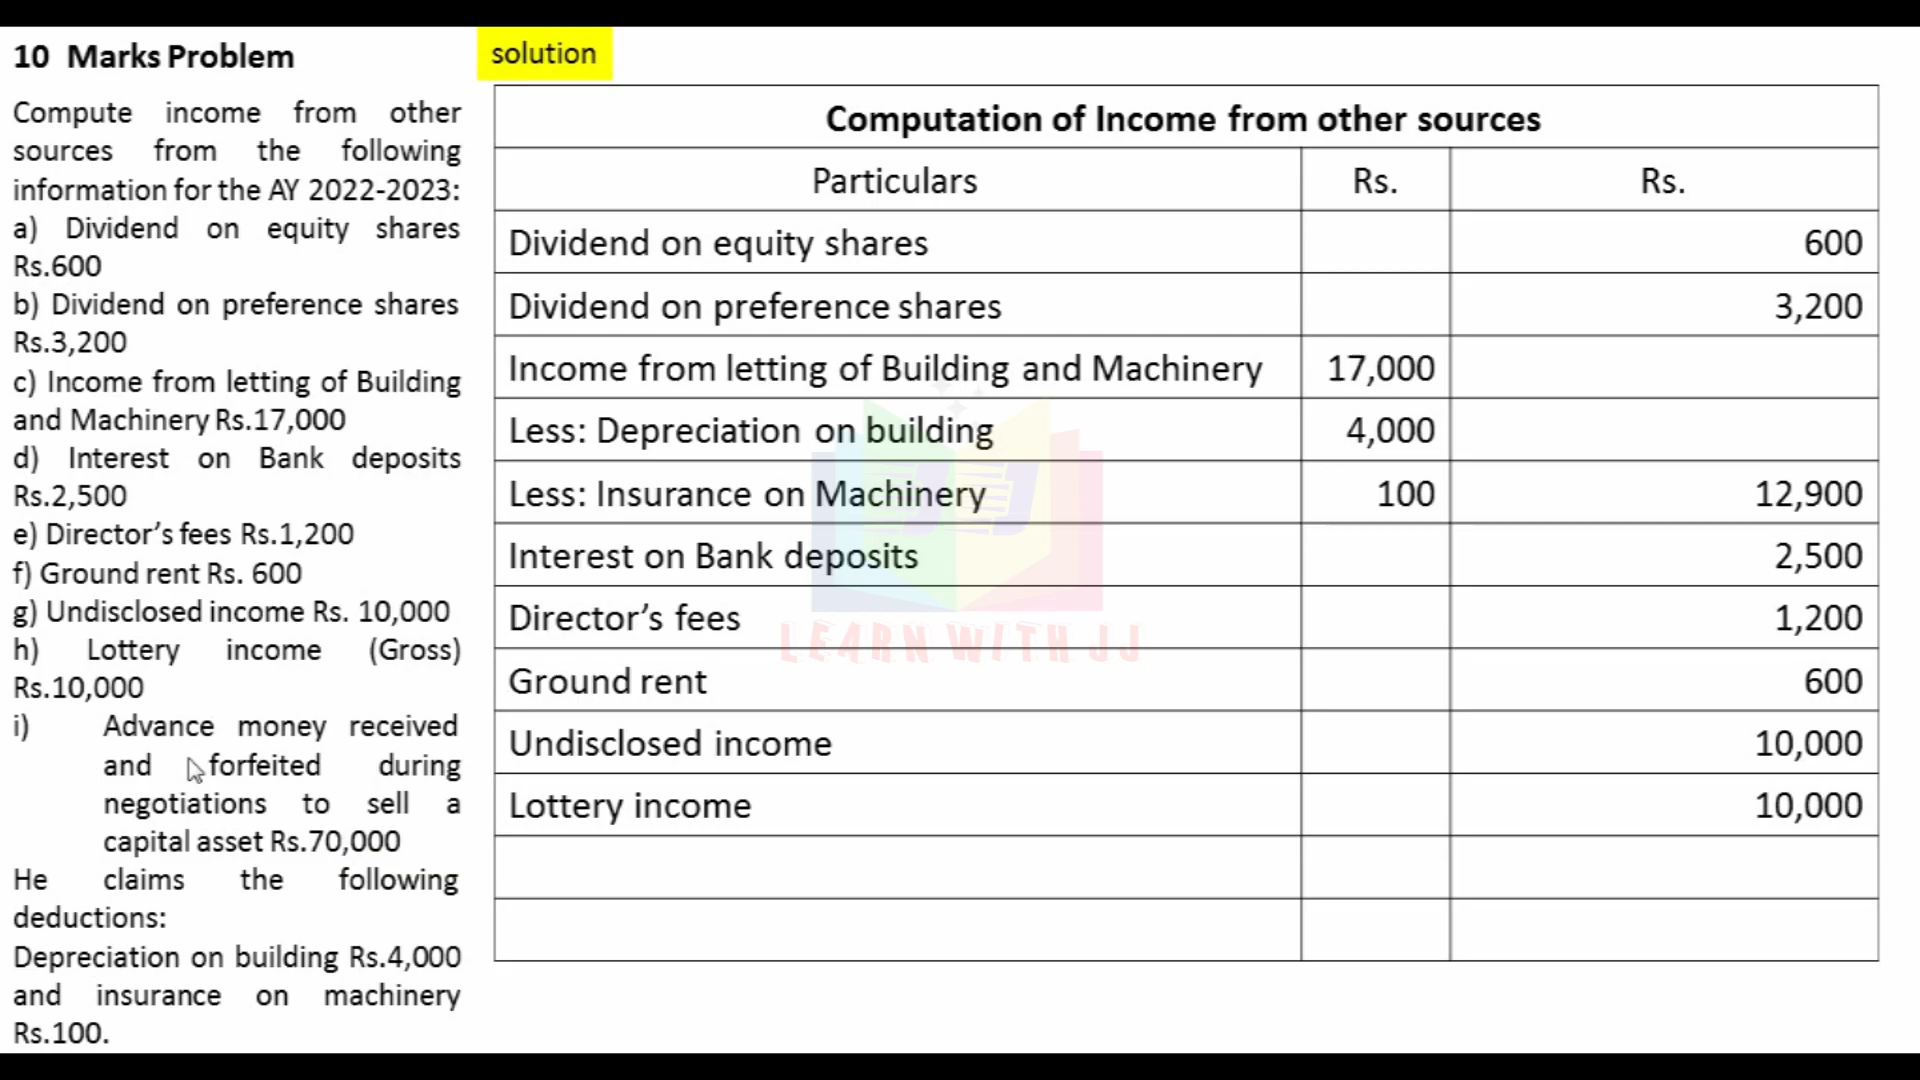 10 Marks Problem
Compute income from other
sources from the following
information for the AY 2022-2023:
a) Dividend on equity shares
Rs.600
b) Dividend on preference shares
Rs.3,200
c) Income from letting of Building
and Machinery Rs.17,000
d) Interest on Bank deposits
Rs.2,500
e) Director’s fees Rs.1,200
f) Ground rent Rs. 600
g) Undisclosed income Rs. 10,000
h) Lottery income (Gross)
Rs.10,000
i) Advance money received
and forfeited during
negotiations to sell a
capital asset Rs.70,000
He claims the following
deductions:
Depreciation on building Rs.4,000
and insurance on machinery
Rs.100.
solution
Computation of Income from other sources
Particulars Rs. Rs.
Dividend on equity shares 600
Dividend on preference shares 3,200
Income from letting of Building and Machinery 17,000
Less: Depreciation on building 4,000
Less: Insurance on Machinery 100 12,900
Interest on Bank deposits 2,500
Director’s fees 1,200
Ground rent 600
Undisclosed income 10,000
Lottery income 10,000
JJ
LEARN WITH JJ